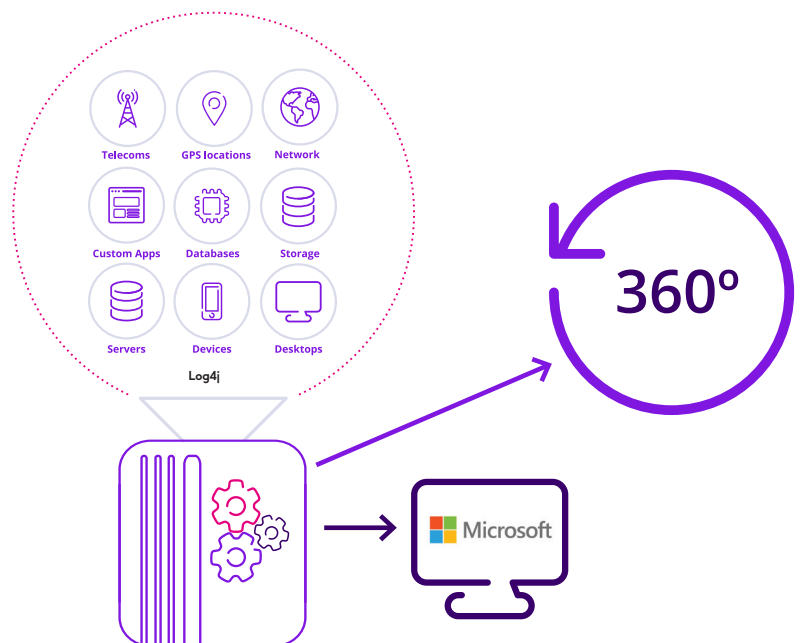 Telecoms
GPS locations
Network
Custom Apps
Databases
Storage
Servers
Devices
Desktops
Log4j
360º
Microsoft